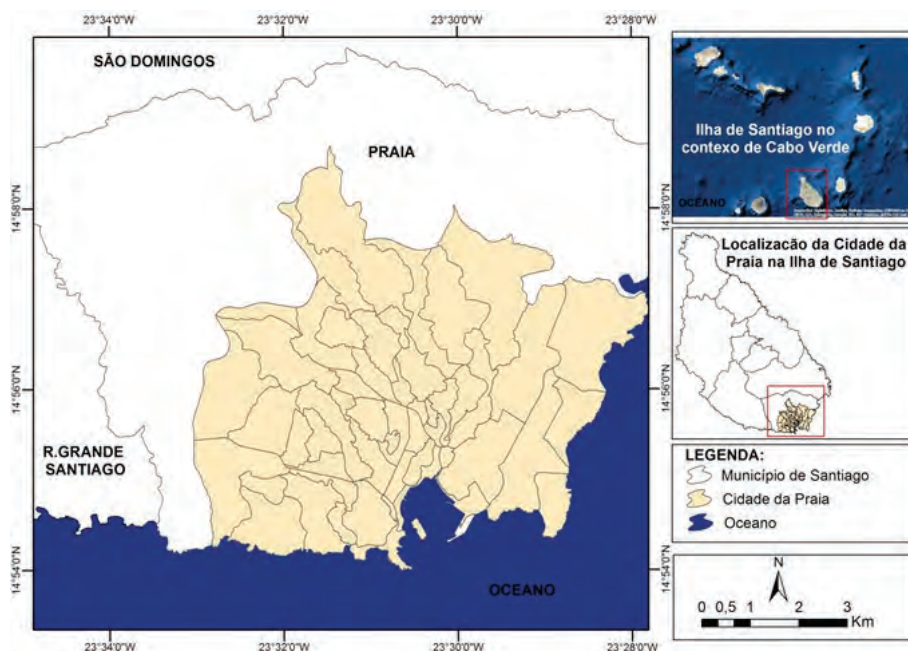 23°34'0"W 23°32'0"W 23°30'0"W 23°28'0"W
SÃO DOMINGOS
PRAIA
14°58'0"N
14°58'0"N
14°56'0"N
14°56'0"N
R.GRANDE
SANTIAGO
14°54'0"N
14°54'0"N
OCEANO
23°34'0"W 23°32'0"W 23°30'0"W 23°28'0"W
Ilha de Santiago no
contexo de Cabo Verde
OCEANO
Localização da Cidade da
Praia na Ilha de Santiago
LEGENDA:
Município de Santiago
Cidade da Praia
Oceano
N
0 0,5 1 2 3
Km